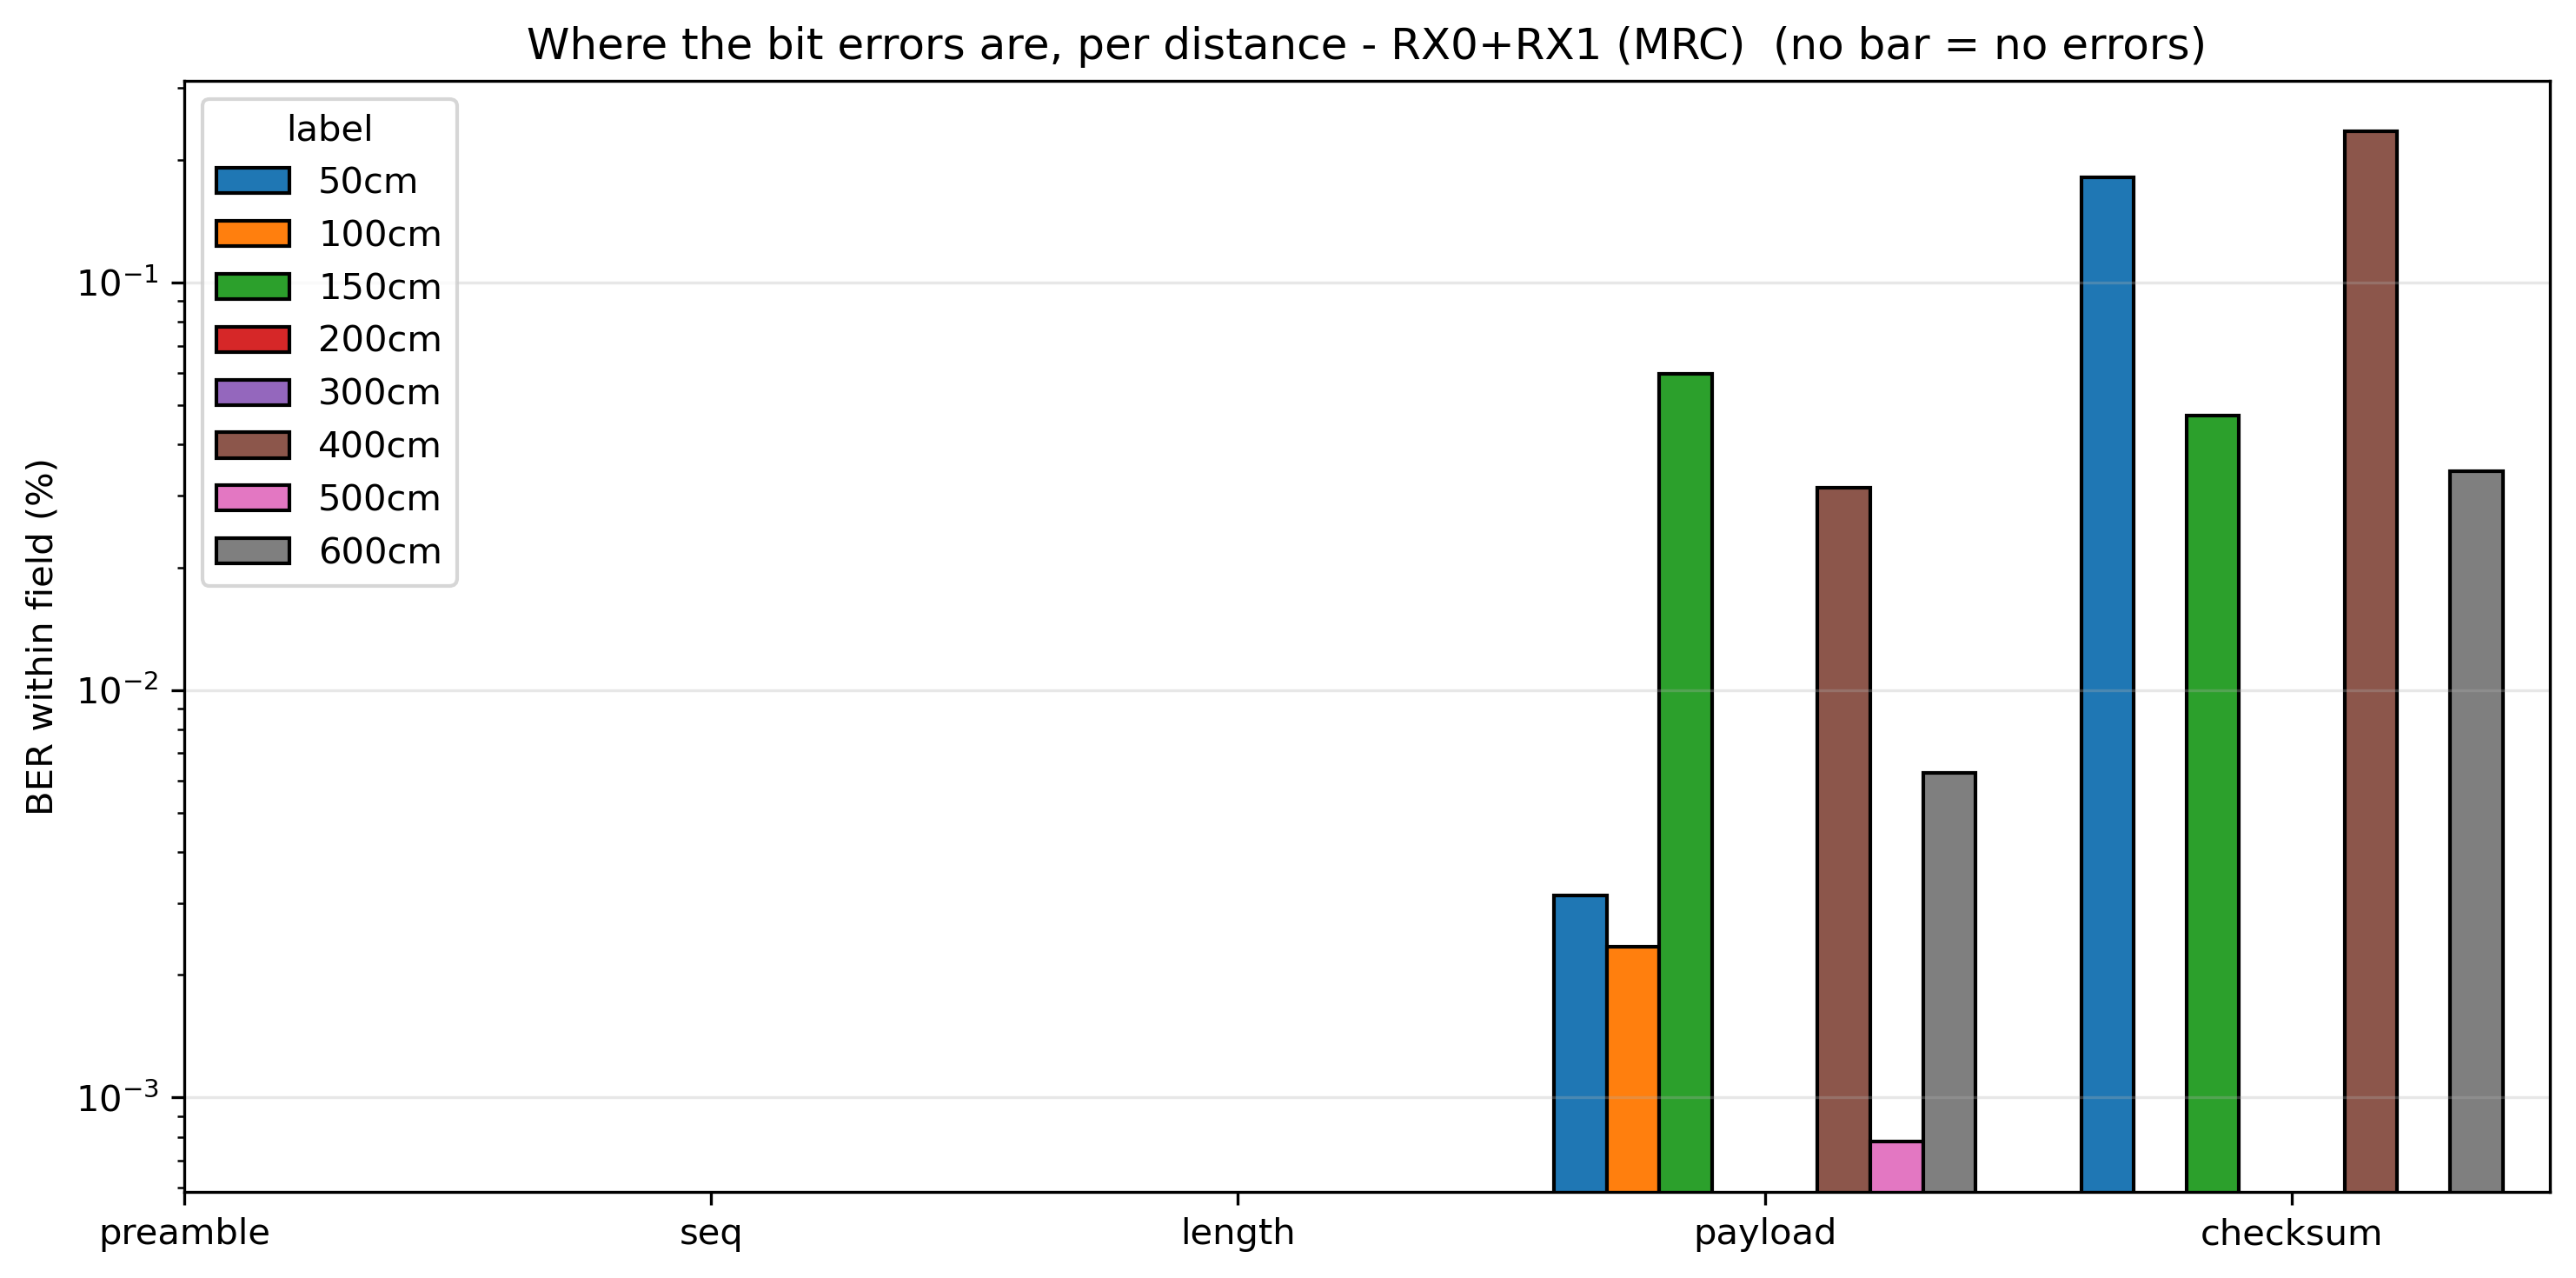 Where the bit errors are, per distance - RX0+RX1 (MRC)  (no bar = no errors)
label
50cm
100cm
150cm
200cm
300cm
400cm
500cm
600cm
BER within field (%)
10⁻¹
10⁻²
10⁻³
preamble
seq
length
payload
checksum